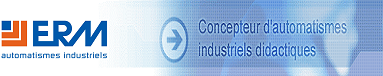 ERM
automatismes industriels
Concepteur d'automatismes
industriels didactiques